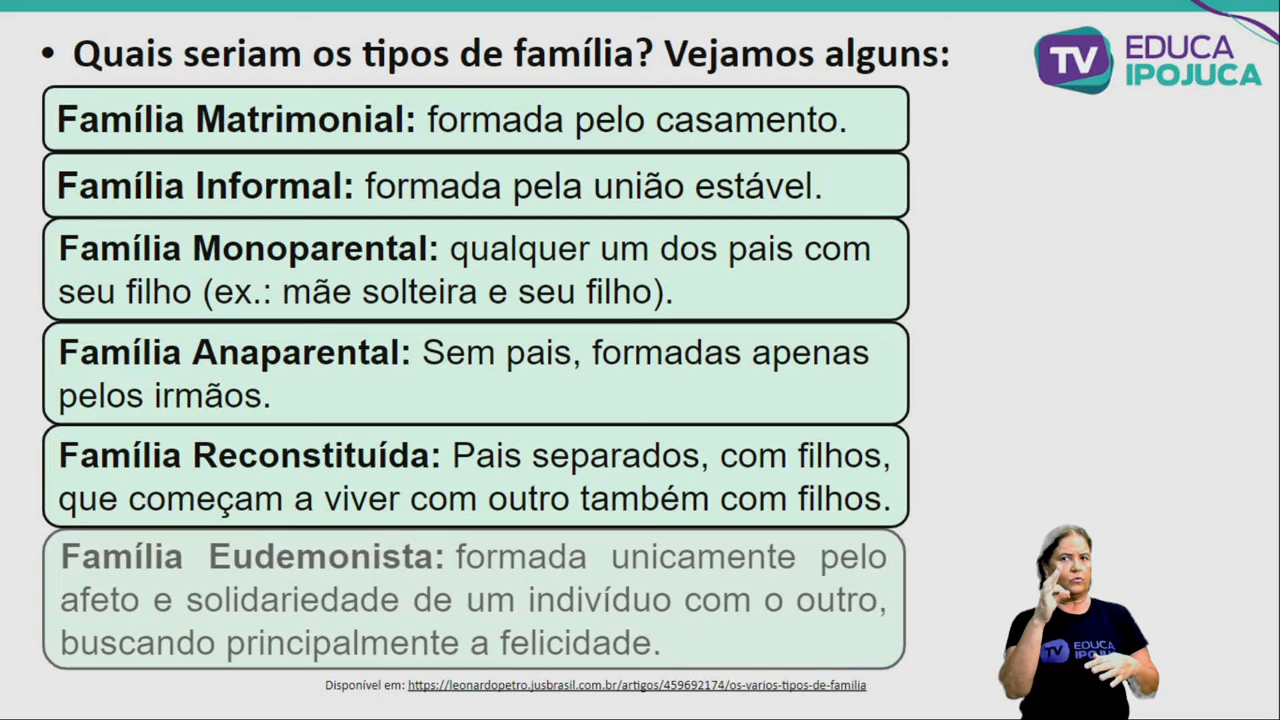 • Quais seriam os tipos de família? Vejamos alguns:
TV EDUCA
IPOJUCA
Família Matrimonial: formada pelo casamento.
Família Informal: formada pela união estável.
Família Monoparental: qualquer um dos pais com
seu filho (ex.: mãe solteira e seu filho).
Família Anaparental: Sem pais, formadas apenas
pelos irmãos.
Família Reconstituída: Pais separados, com filhos,
que começam a viver com outro também com filhos.
Família Eudemonista: formada unicamente pelo
afeto e solidariedade de um indivíduo com o outro,
buscando principalmente a felicidade.
Disponível em: https://leonardopetro.jusbrasil.com.br/artigos/459692174/os-varios-tipos-de-familia
TV EDUCA
IPOJUCA